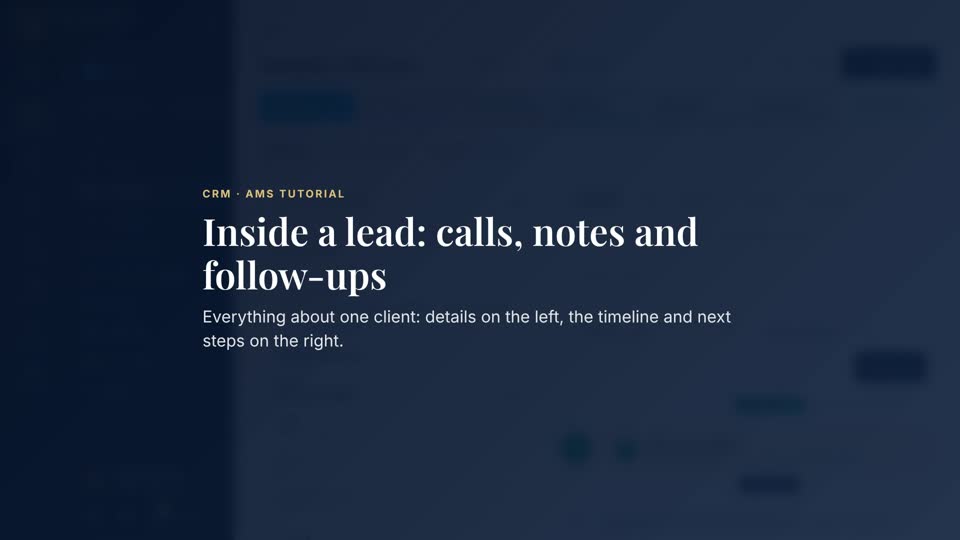 CRM · AMS TUTORIAL
Inside a lead: calls, notes and
follow-ups
Everything about one client: details on the left, the timeline and next
steps on the right.